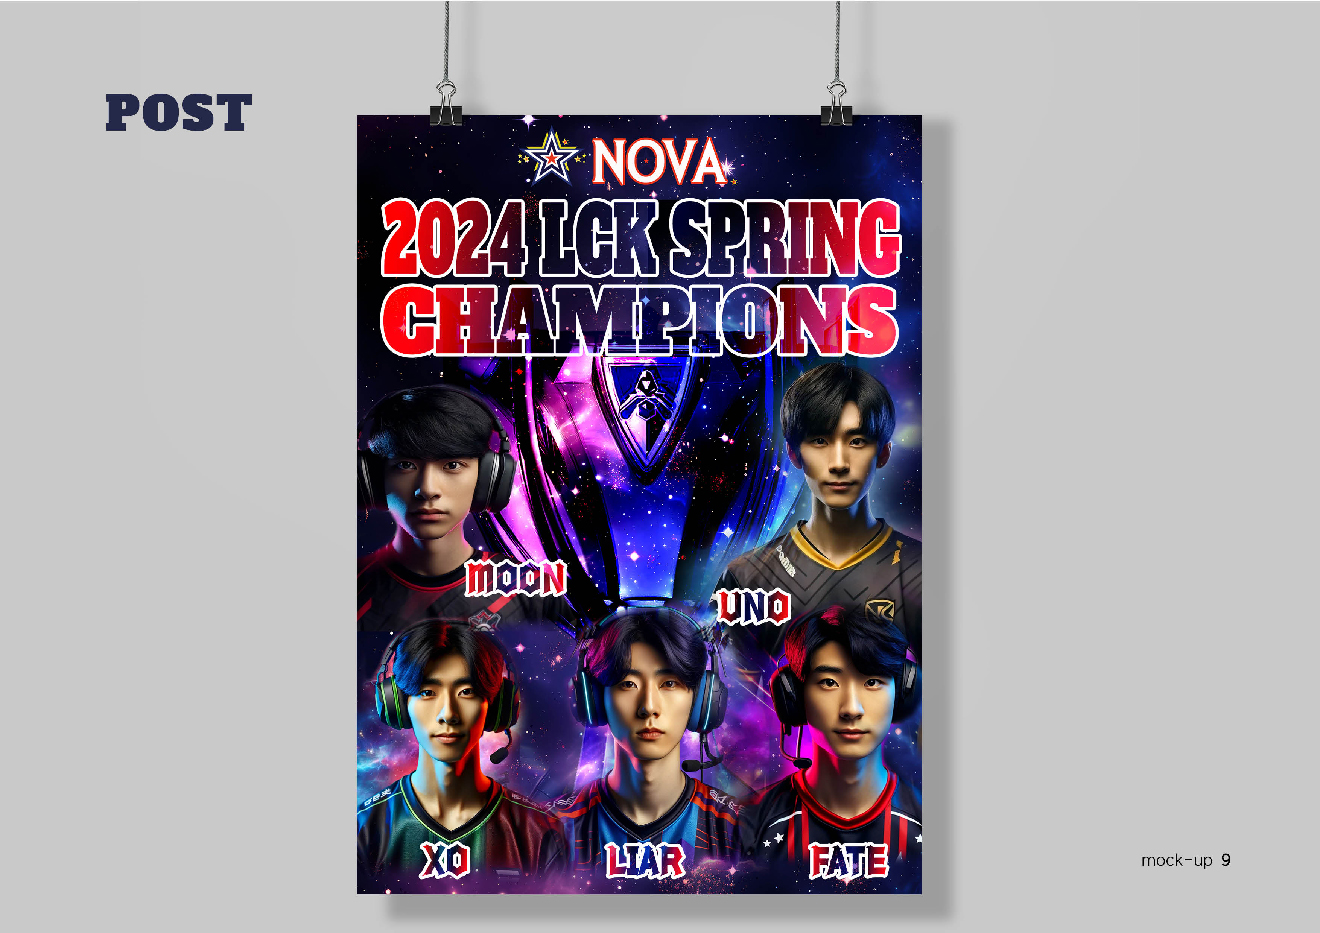 POST
NOVA
2024 LCK SPRING
CHAMPIONS
MOON
UNO
XO
LIAR
FATE
mock-up 9